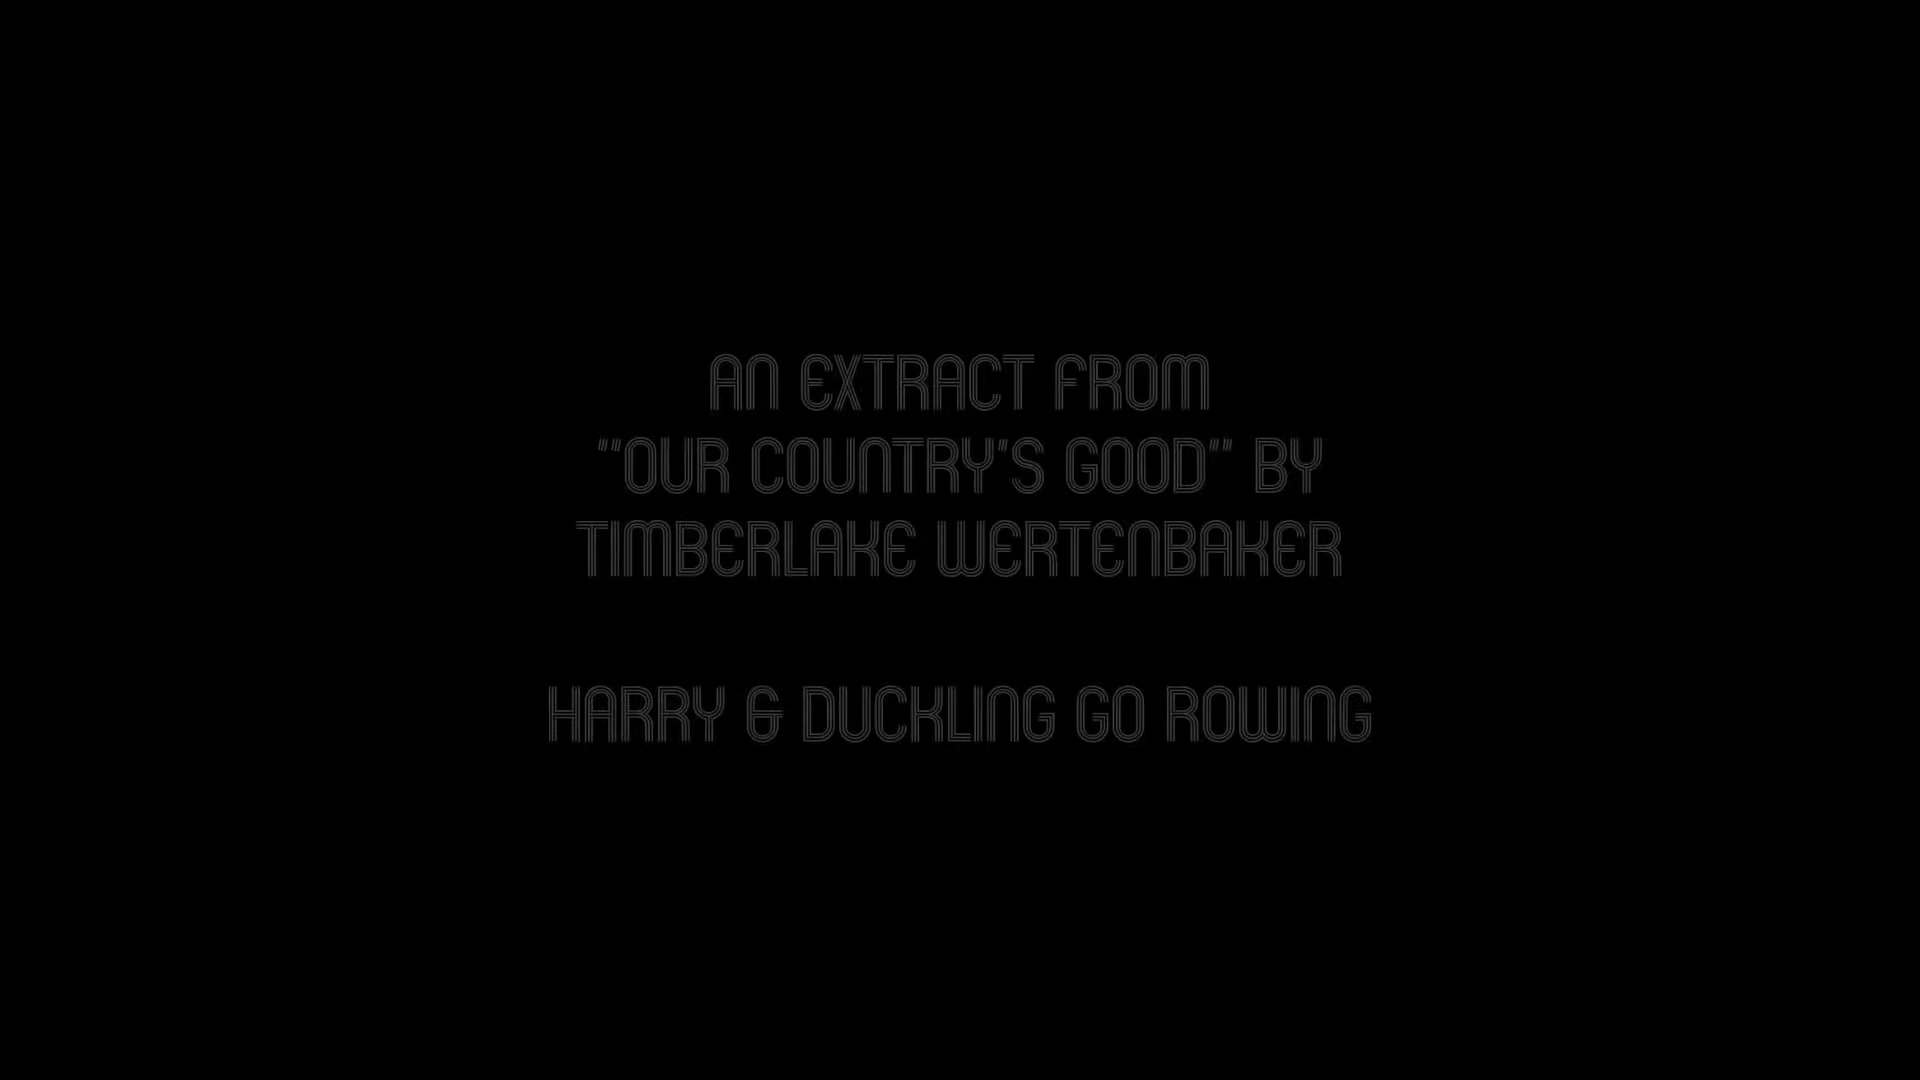 AN EXTRACT FROM
"OUR COUNTRY'S GOOD" BY
TIMBERLAKE WERTENBAKER
HARRY & DUCKLING GO ROWING